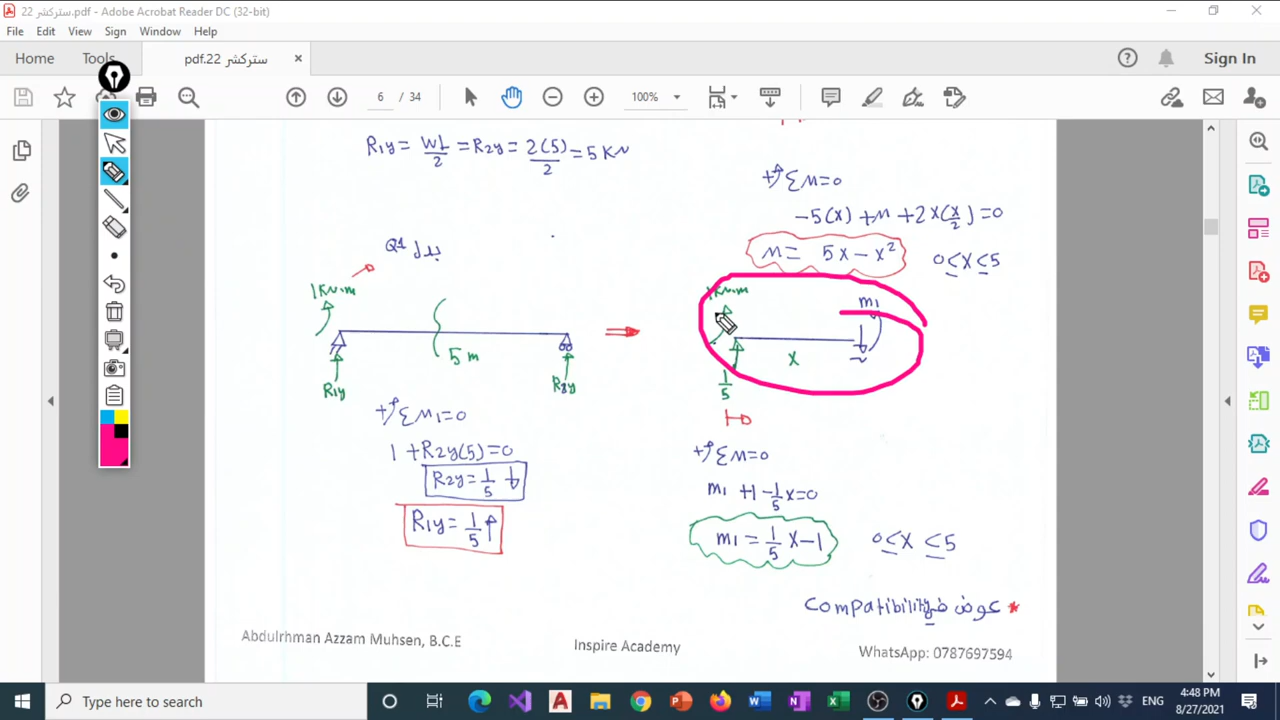 ستركشر 22.pdf - Adobe Acrobat Reader DC (32-bit)
File Edit View Sign Window Help
Home Tools ستركشر 22.pdf × Sign In
6 / 34 100%
R1y = WL/2 = R2y = 2(5)/2 = 5 KN
+ ΣM=0
-5(x) + M + 2x(x/2) = 0
M = 5x - x² 0 ≤ x ≤ 5
بدل Q1
1 KN.m
5 m
R1y R2y
+ ΣM1=0
1 + R2y(5) = 0
R2y = 1/5 ↓
R1y = 1/5 ↑
1 KN.m
m1
x
1/5
+ ΣM=0
m1 + 1 - 1/5 x = 0
m1 = 1/5 x - 1 0 ≤ x ≤ 5
* عوض في compatibility
Abdulrhman Azzam Muhsen, B.C.E Inspire Academy WhatsApp: 0787697594
Type here to search
ENG
4:48 PM
8/27/2021